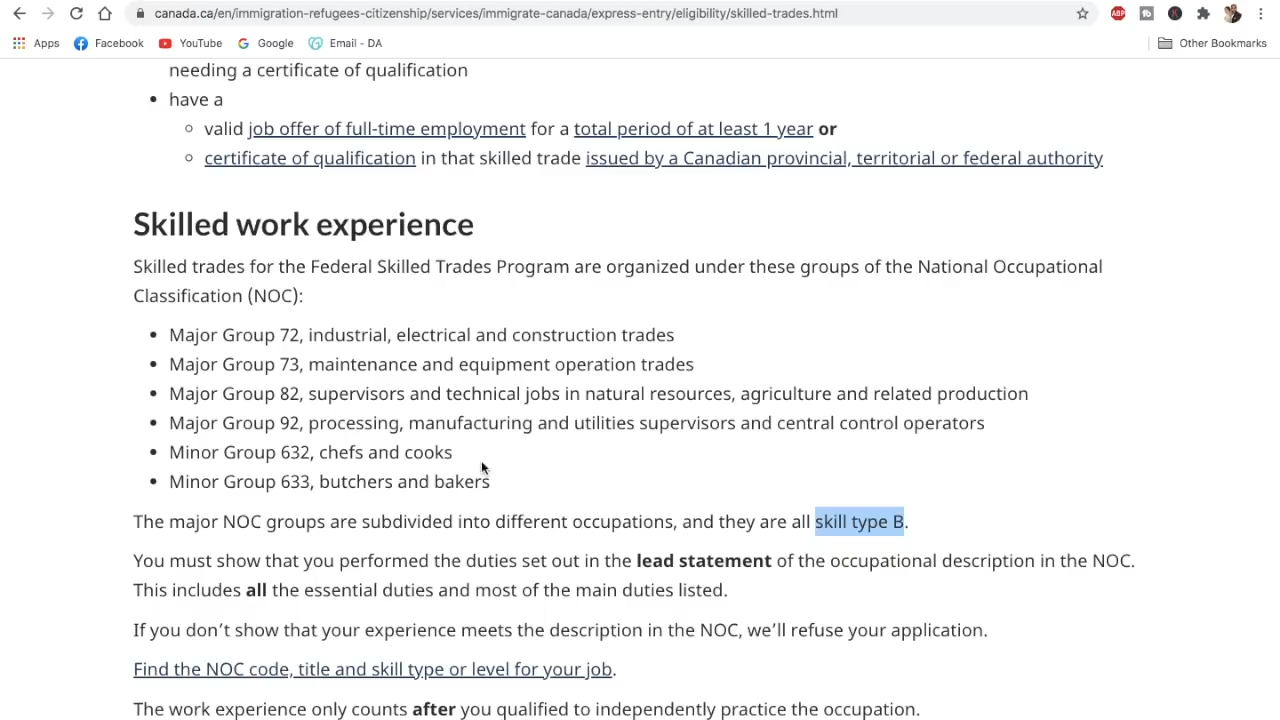 canada.ca/en/immigration-refugees-citizenship/services/immigrate-canada/express-entry/eligibility/skilled-trades.html
ABP
Apps Facebook YouTube Google Email - DA Other Bookmarks
needing a certificate of qualification
• have a
○ valid job offer of full-time employment for a total period of at least 1 year or
○ certificate of qualification in that skilled trade issued by a Canadian provincial, territorial or federal authority
Skilled work experience
Skilled trades for the Federal Skilled Trades Program are organized under these groups of the National Occupational
Classification (NOC):
• Major Group 72, industrial, electrical and construction trades
• Major Group 73, maintenance and equipment operation trades
• Major Group 82, supervisors and technical jobs in natural resources, agriculture and related production
• Major Group 92, processing, manufacturing and utilities supervisors and central control operators
• Minor Group 632, chefs and cooks
• Minor Group 633, butchers and bakers
The major NOC groups are subdivided into different occupations, and they are all skill type B.
You must show that you performed the duties set out in the lead statement of the occupational description in the NOC.
This includes all the essential duties and most of the main duties listed.
If you don’t show that your experience meets the description in the NOC, we’ll refuse your application.
Find the NOC code, title and skill type or level for your job.
The work experience only counts after you qualified to independently practice the occupation.